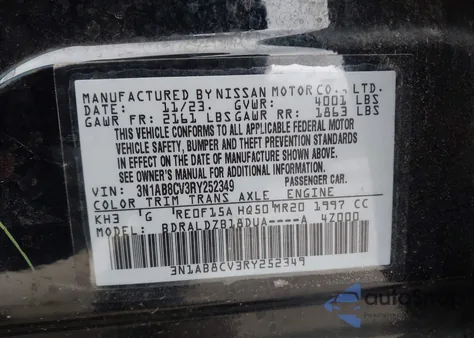 MANUFACTURED BY NISSAN MOTOR CO., LTD.
DATE: 11/23 GVWR: 4001 LBS
GAWR FR: 2161 LBS GAWR RR: 1863 LBS
THIS VEHICLE CONFORMS TO ALL APPLICABLE FEDERAL MOTOR
VEHICLE SAFETY, BUMPER AND THEFT PREVENTION STANDARDS
IN EFFECT ON THE DATE OF MANUFACTURE SHOWN ABOVE.
SEE OWNER'S MANUAL.
VIN: 3N1AB8CV3RY252349 PASSENGER CAR.
COLOR TRIM TRANS AXLE ENGINE
KH3 G RE0F15A HQ50 MR20 1997 CC
MODEL: BDRALDZB18DUA----A 4Z000
3N1AB8CV3RY252349